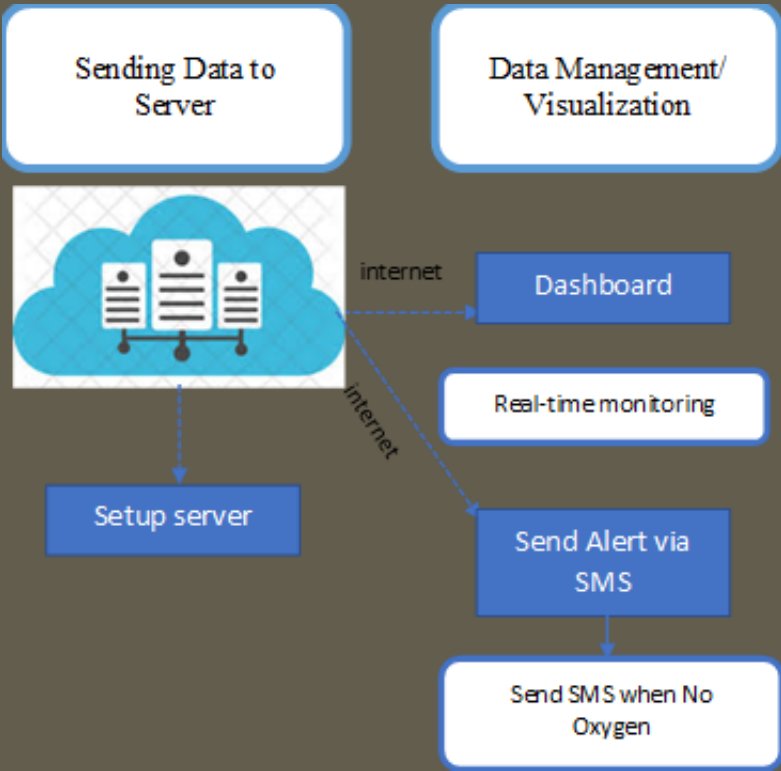 Sending Data to
Server
Data Management/
Visualization
internet
Dashboard
Real-time monitoring
internet
Setup server
Send Alert via
SMS
Send SMS when No
Oxygen